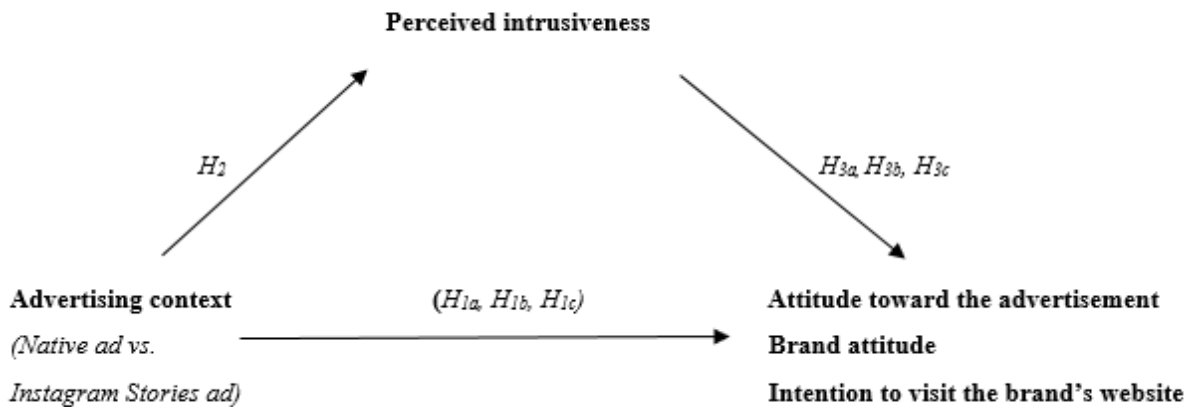 Perceived intrusiveness
H2
H3a, H3b, H3c
Advertising context
(H1a, H1b, H1c)
Attitude toward the advertisement
(Native ad vs.
Brand attitude
Instagram Stories ad)
Intention to visit the brand’s website